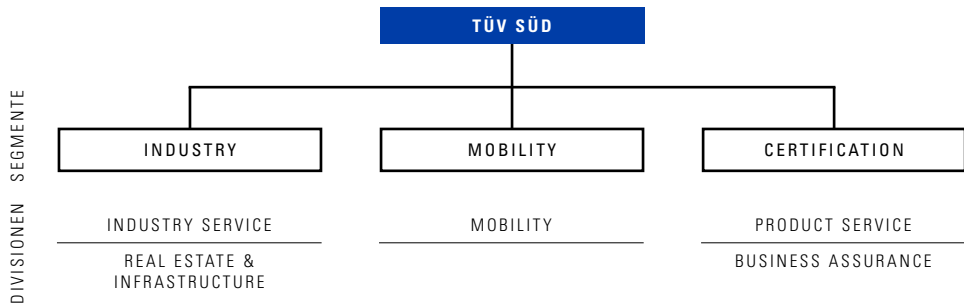 TÜV SÜD
SEGMENTE
INDUSTRY
MOBILITY
CERTIFICATION
DIVISIONEN
INDUSTRY SERVICE
MOBILITY
PRODUCT SERVICE
REAL ESTATE &
INFRASTRUCTURE
BUSINESS ASSURANCE